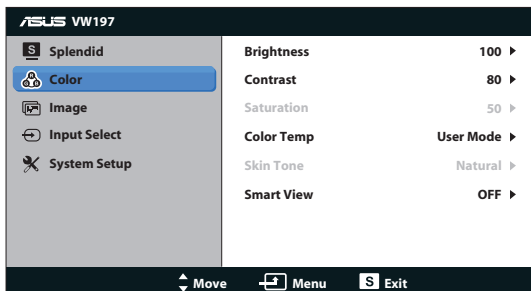 ASUS VW197
S Splendid
Color
Image
Input Select
System Setup
Brightness 100
Contrast 80
Saturation 50
Color Temp User Mode
Skin Tone Natural
Smart View OFF
Move Menu S Exit